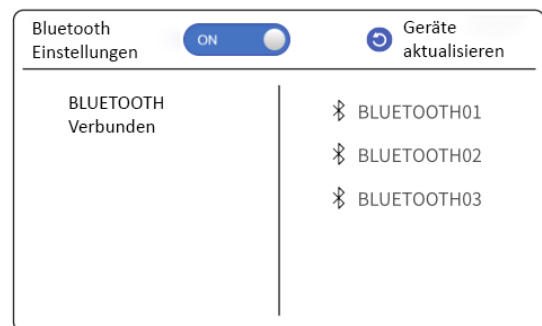 Bluetooth
Einstellungen
ON
Geräte
aktualisieren
BLUETOOTH
Verbunden
BLUETOOTH01
BLUETOOTH02
BLUETOOTH03